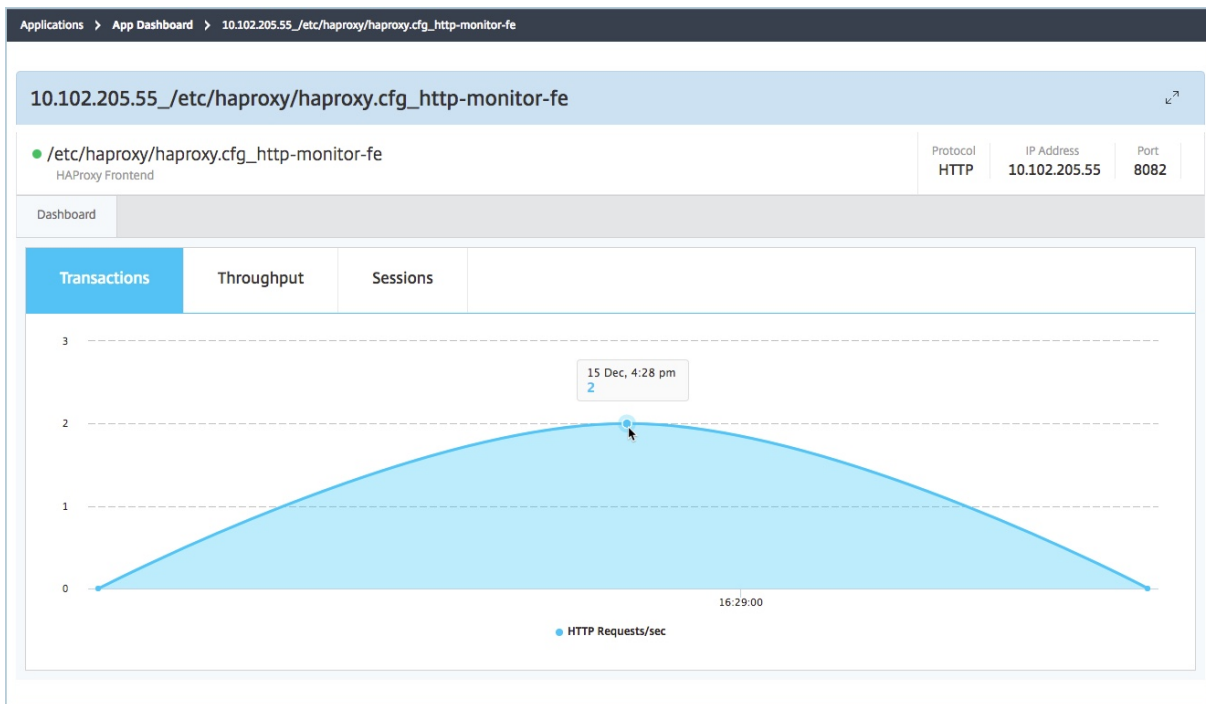 Applications > App Dashboard > 10.102.205.55_/etc/haproxy/haproxy.cfg_http-monitor-fe
10.102.205.55_/etc/haproxy/haproxy.cfg_http-monitor-fe
/etc/haproxy/haproxy.cfg_http-monitor-fe
HAProxy Frontend
Protocol IP Address Port
HTTP 10.102.205.55 8082
Dashboard
Transactions Throughput Sessions
3
15 Dec, 4:28 pm
2
2
1
0
16:29:00
HTTP Requests/sec